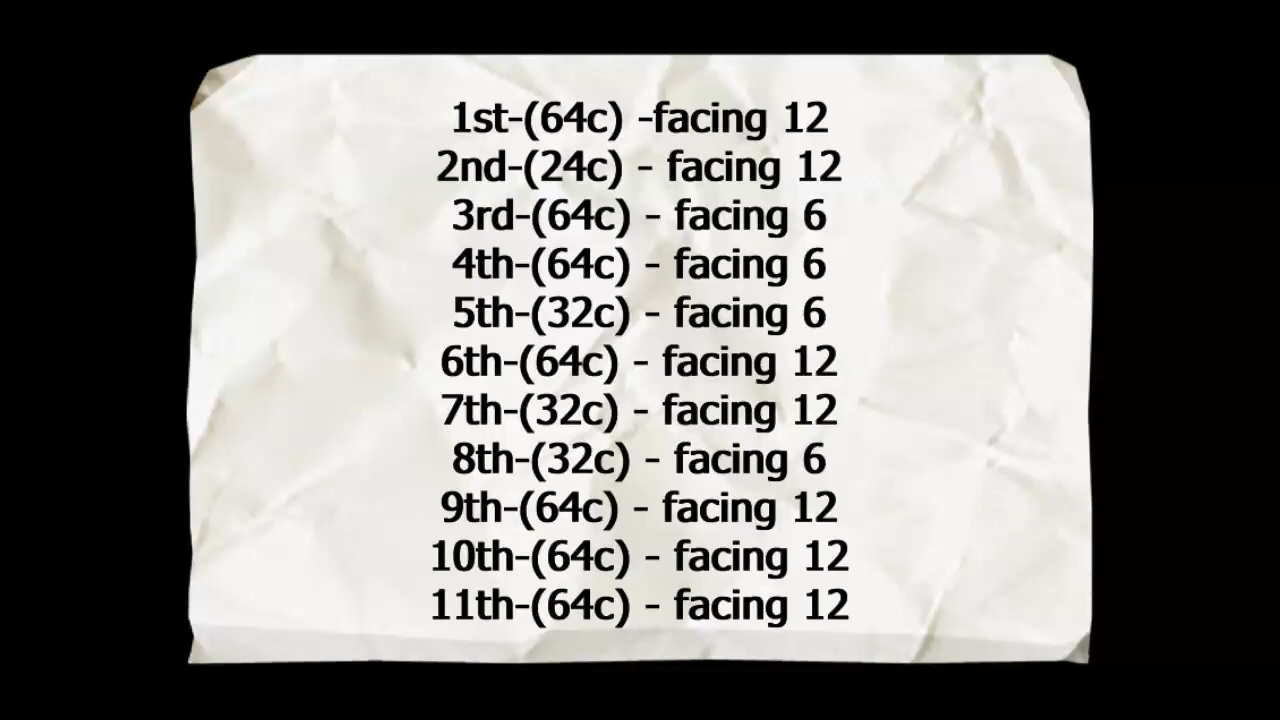 1st-(64c) -facing 12
2nd-(24c) - facing 12
3rd-(64c) - facing 6
4th-(64c) - facing 6
5th-(32c) - facing 6
6th-(64c) - facing 12
7th-(32c) - facing 12
8th-(32c) - facing 6
9th-(64c) - facing 12
10th-(64c) - facing 12
11th-(64c) - facing 12